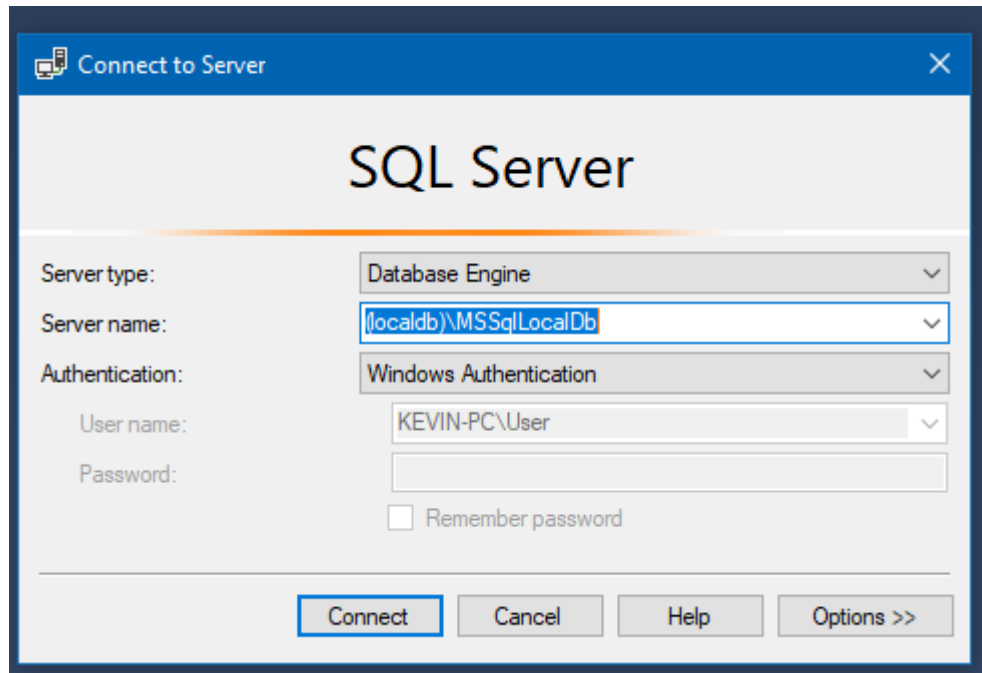 Connect to Server
SQL Server
Server type: Database Engine
Server name: (localdb)\MSSqlLocalDb
Authentication: Windows Authentication
User name: KEVIN-PC\User
Password:
Remember password
Connect Cancel Help Options >>